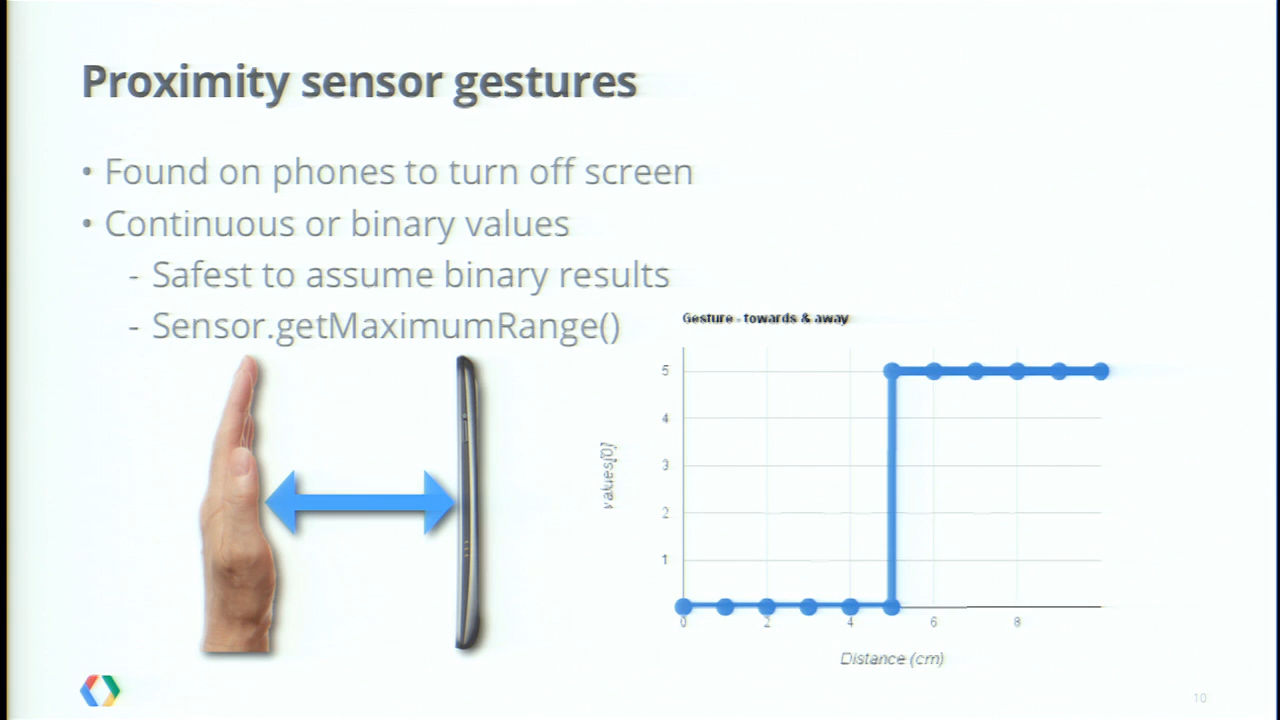 Proximity sensor gestures
• Found on phones to turn off screen
• Continuous or binary values
- Safest to assume binary results
- Sensor.getMaximumRange()
Gesture - towards & away
5
4
3
2
1
values[0]
0 2 4 6 8
Distance (cm)
10